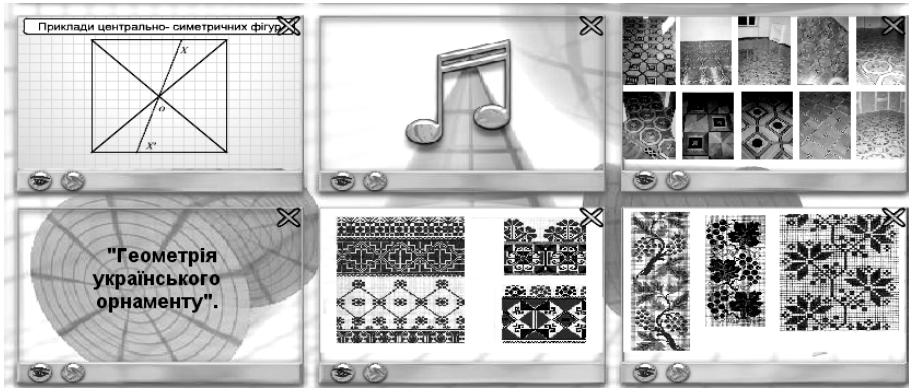 Приклади центрально- симетричних фігур
X
O
X'
"Геометрія
українського
орнаменту".